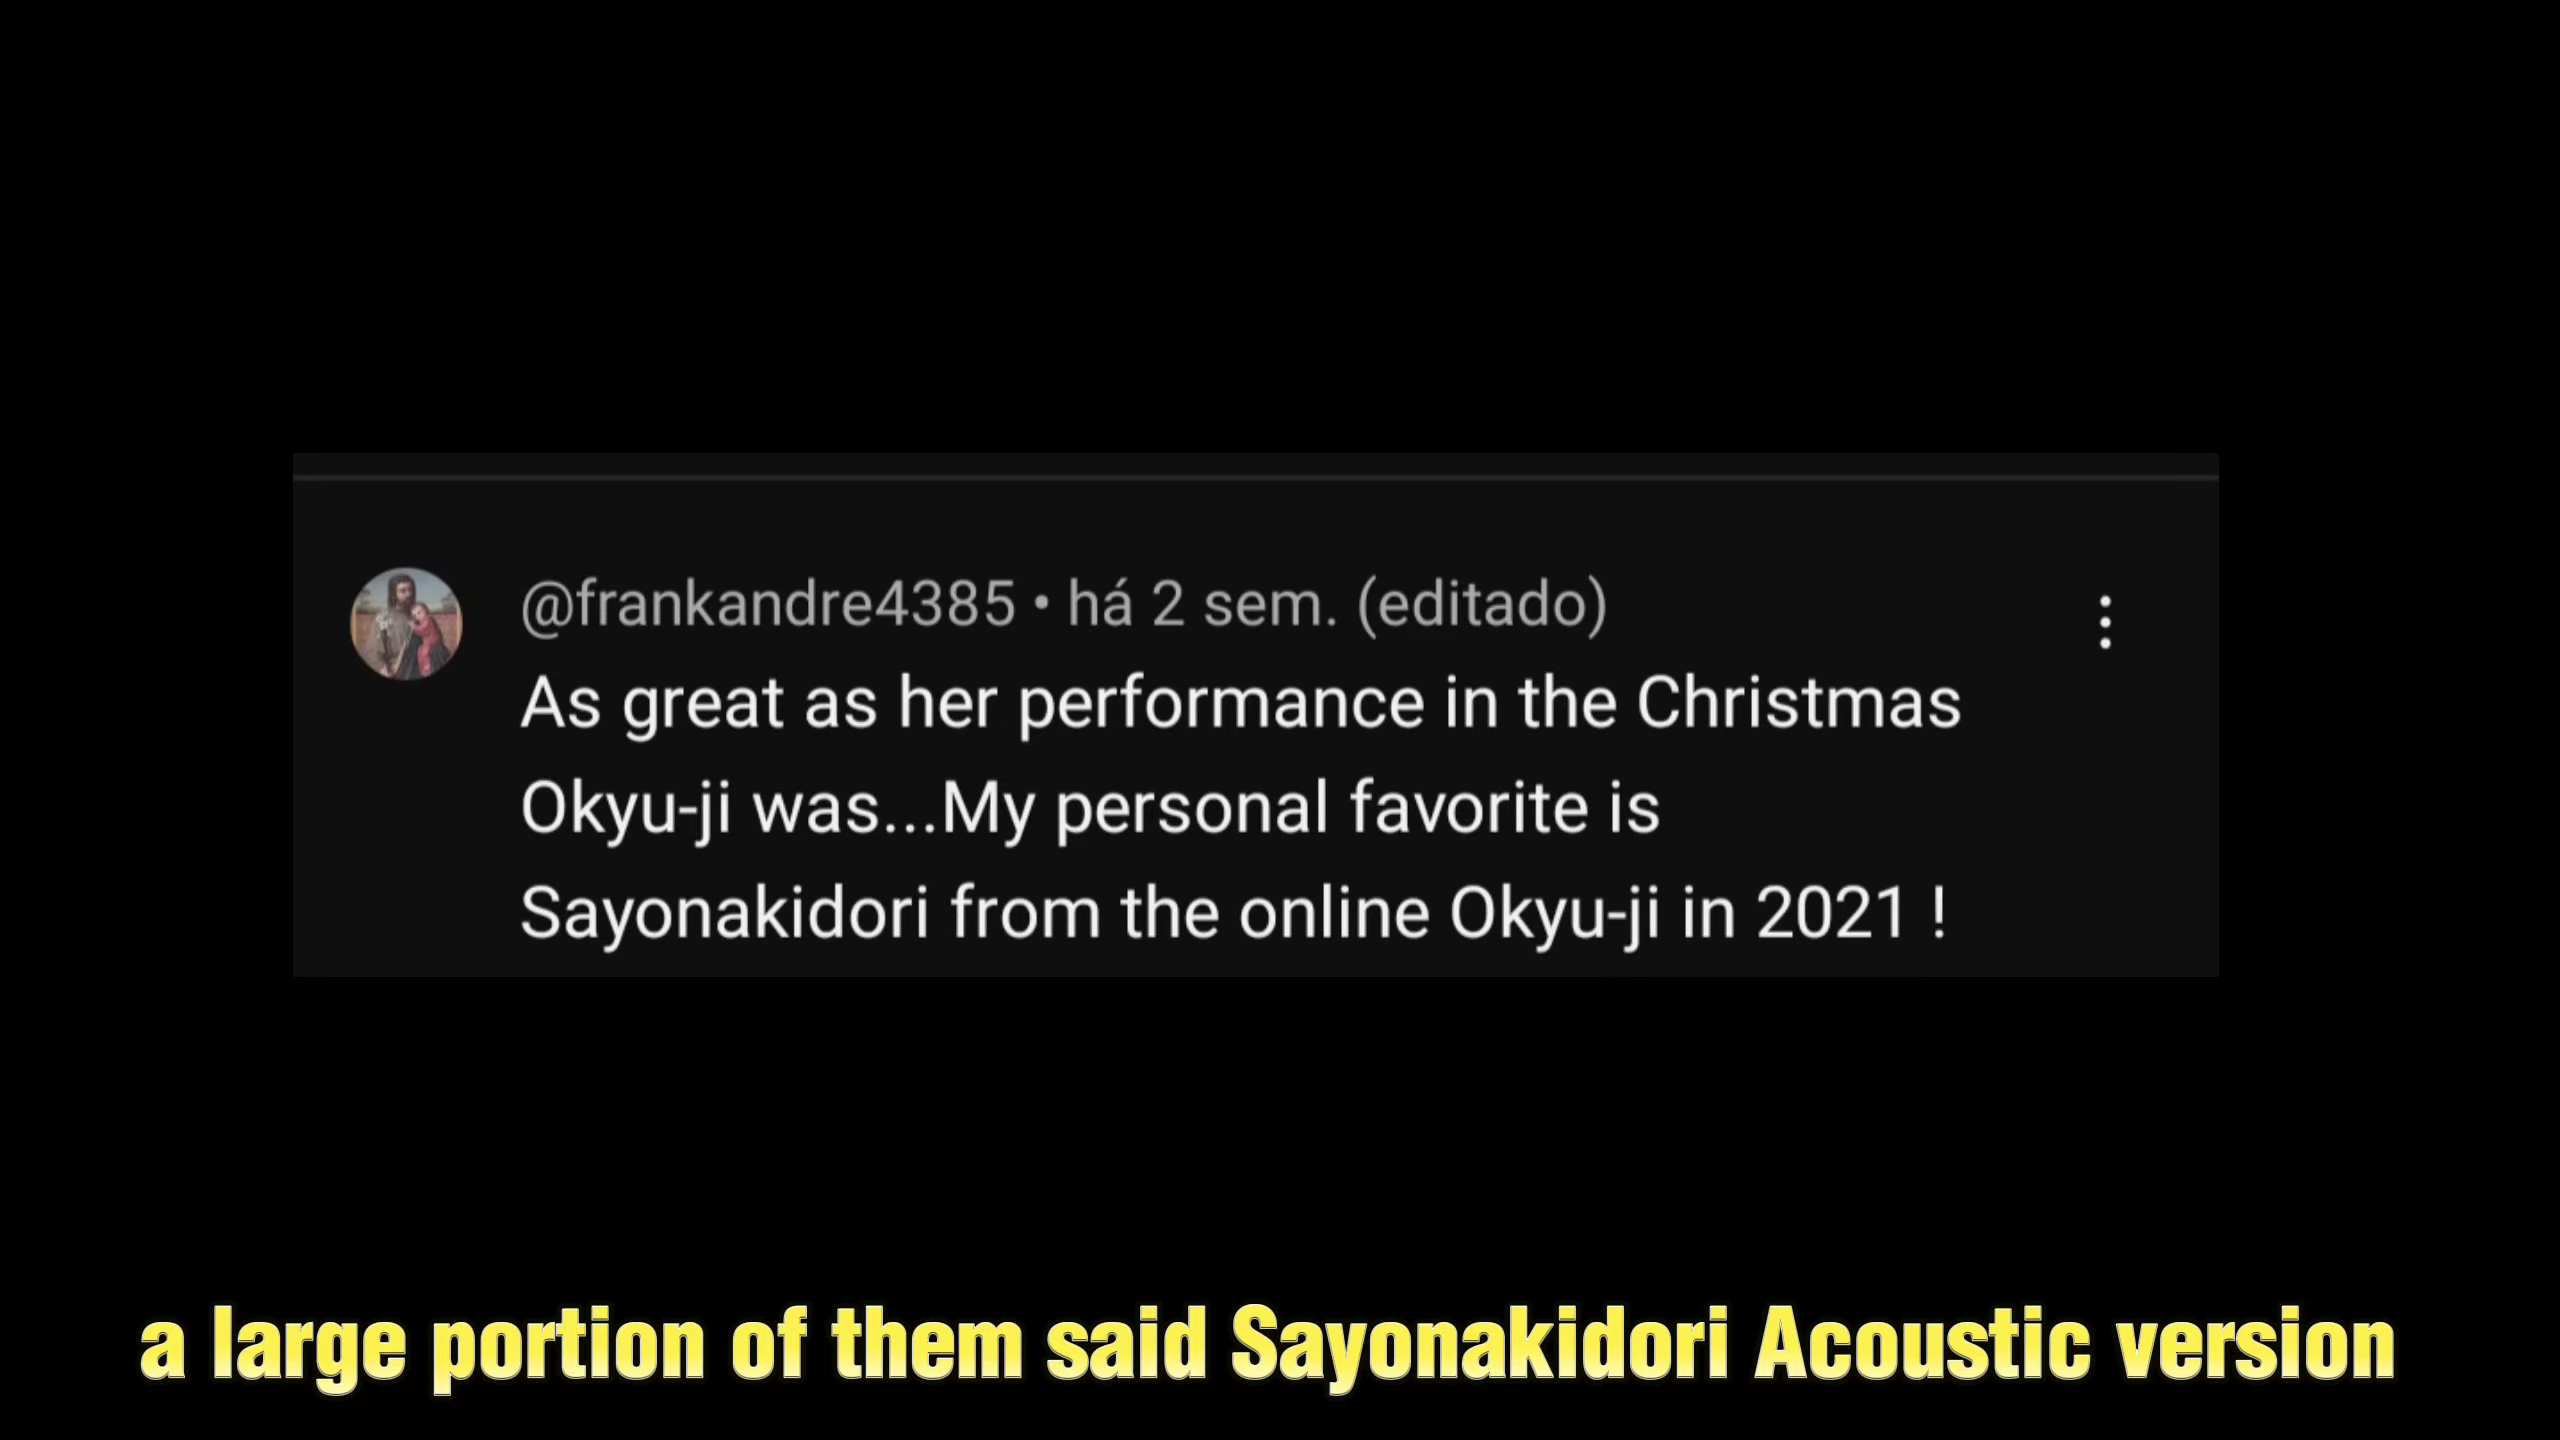 @frankandre4385 • há 2 sem. (editado)
As great as her performance in the Christmas
Okyu-ji was...My personal favorite is
Sayonakidori from the online Okyu-ji in 2021 !
a large portion of them said Sayonakidori Acoustic version